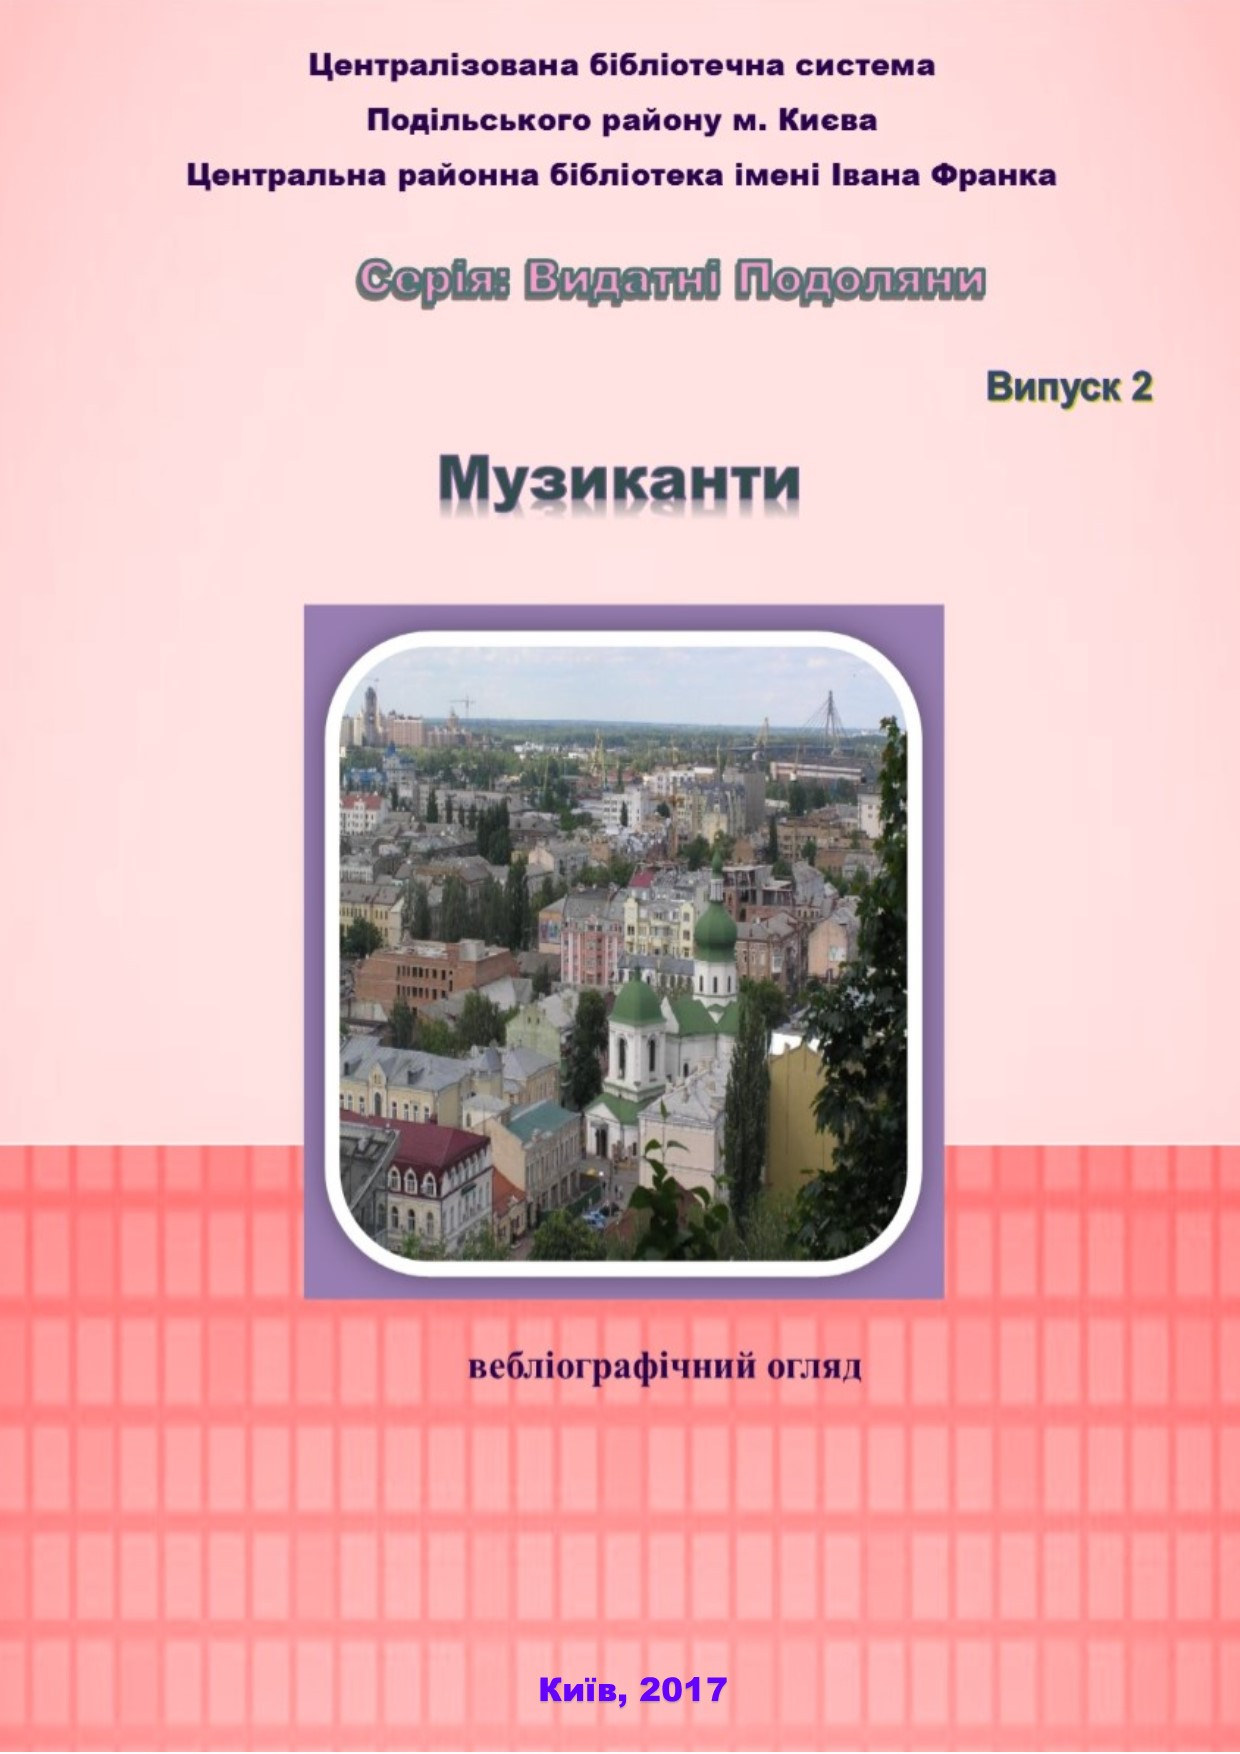 Централізована бібліотечна система
Подільського району м. Києва
Центральна районна бібліотека імені Івана Франка
Серія: Видатні Подоляни
Випуск 2
Музиканти
вебліографічний огляд
Київ, 2017